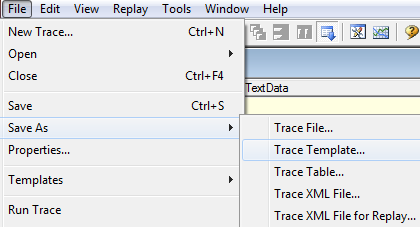 File Edit View Replay Tools Window Help
New Trace... Ctrl+N
Open
Close Ctrl+F4
TextData
Save Ctrl+S
Save As
Trace File...
Properties...
Trace Template...
Trace Table...
Templates
Trace XML File...
Run Trace
Trace XML File for Replay...